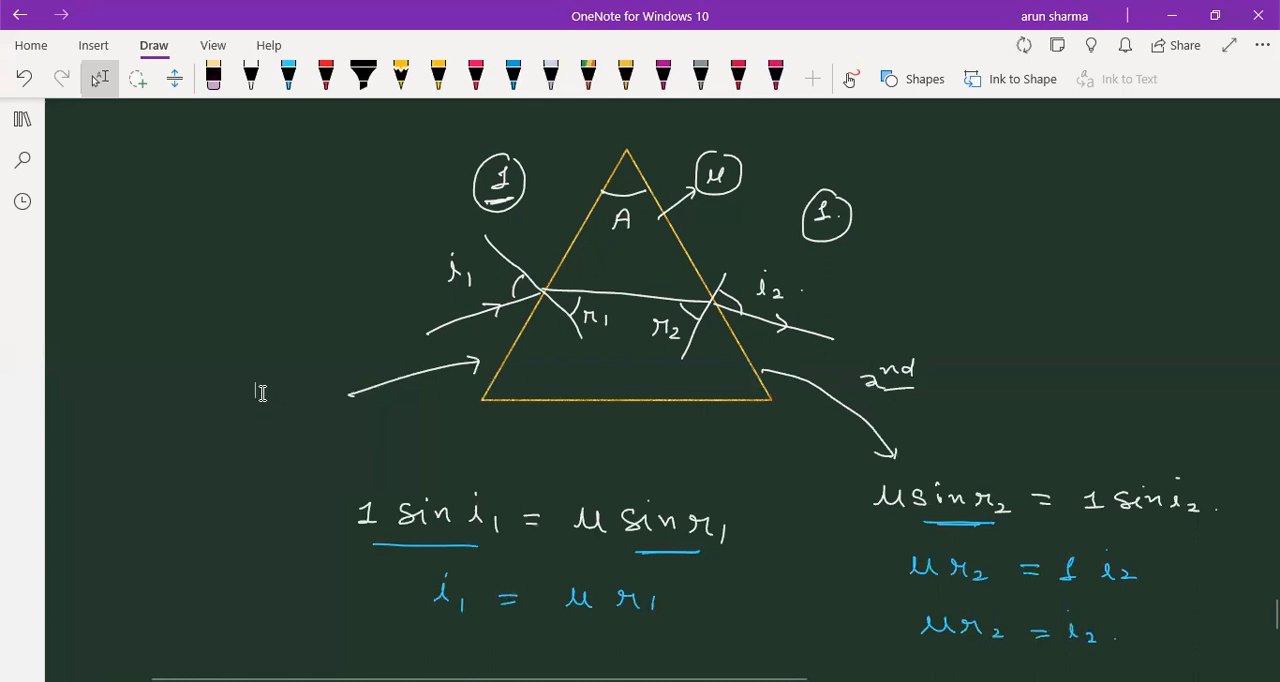 OneNote for Windows 10
arun sharma
Home Insert Draw View Help
Share
Shapes
Ink to Shape
Ink to Text
1
μ
1.
A
i₁
i₂ .
r₁
r₂
2nd
1 sin i₁ = μ sin r₁
i₁ = μ r₁
μ sin r₂ = 1 sin i₂ .
μ r₂ = 1 i₂
μ r₂ = i₂ .